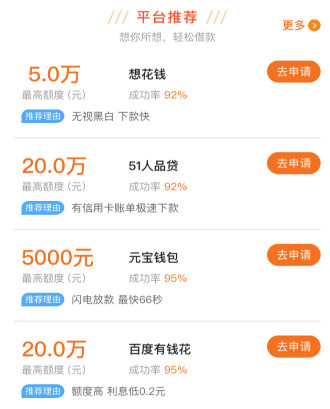 平台推荐
更多
想你所想，轻松借款
5.0万 想花钱 去申请
最高额度（元） 成功率 92%
推荐理由 无视黑白 下款快
20.0万 51人品贷 去申请
最高额度（元） 成功率 92%
推荐理由 有信用卡账单极速下款
5000元 元宝钱包 去申请
最高额度（元） 成功率 95%
推荐理由 闪电放款 最快66秒
20.0万 百度有钱花 去申请
最高额度（元） 成功率 95%
推荐理由 额度高 利息低0.2元